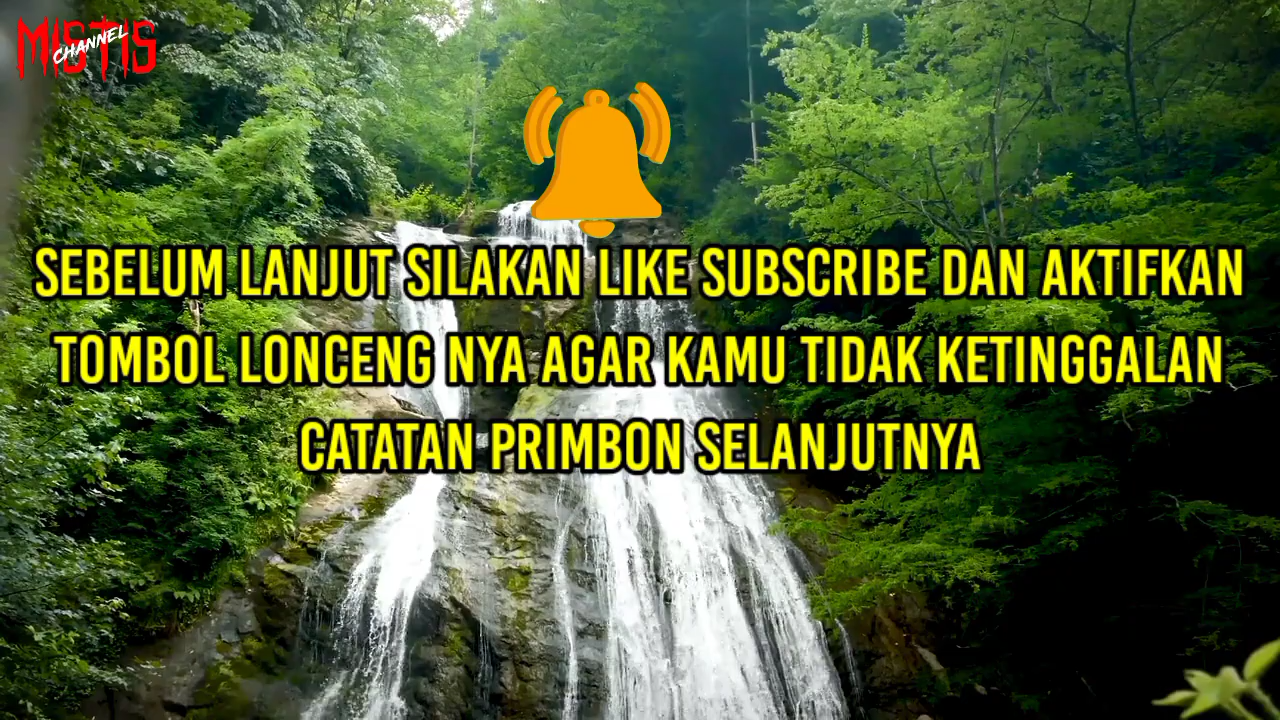 MISTIS
CHANNEL
SEBELUM LANJUT SILAKAN LIKE SUBSCRIBE DAN AKTIFKAN
TOMBOL LONCENG NYA AGAR KAMU TIDAK KETINGGALAN
CATATAN PRIMBON SELANJUTNYA